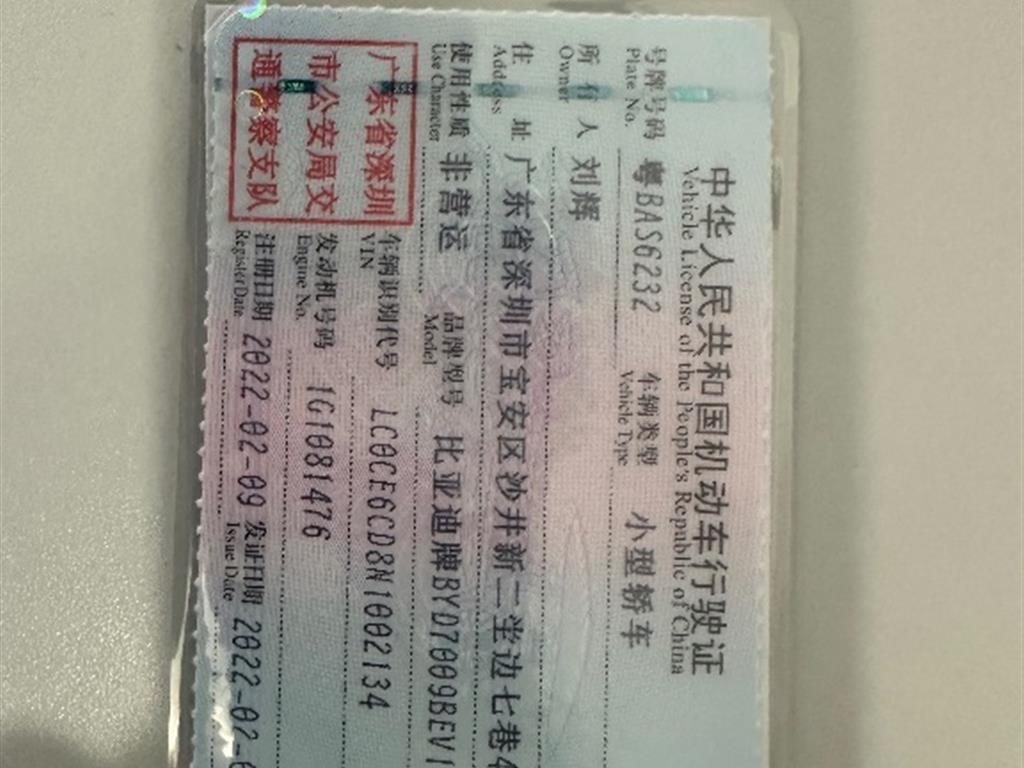 中华人民共和国机动车行驶证
Vehicle License of the People's Republic of China
号牌号码 粤BAS6232 车辆类型 小型轿车
Plate No. Vehicle Type
所有人 刘辉
Owner
住址 广东省深圳市宝安区沙井新二坐边七巷4
Address
使用性质 非营运 品牌型号 比亚迪牌BYD7009BEV1
Use Character Model
广东省深圳市公安局交通警察支队
车辆识别代号 LC0CE6CD8N1002134
VIN
发动机号码 1G1081476
Engine No.
注册日期 2022-02-09 发证日期 2022-02-
Register Date Issue Date